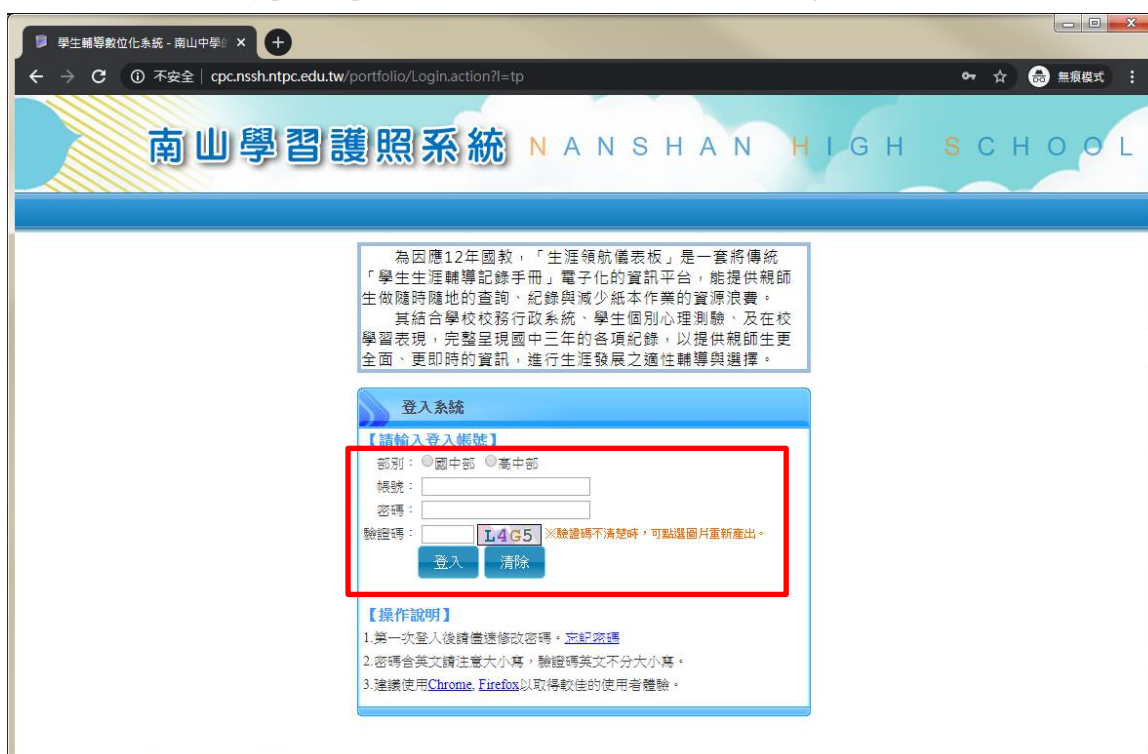 學生輔導數位化系統 - 南山中學
不安全 | cpc.nssh.ntpc.edu.tw/portfolio/Login.action?l=tp
無痕模式
南山學習護照系統 NANSHAN HIGH SCHOOL
為因應12年國教，「生涯領航儀表板」是一套將傳統
「學生生涯輔導記錄手冊」電子化的資訊平台，能提供親師
生做隨時隨地的查詢、紀錄與減少紙本作業的資源浪費。
其結合學校校務行政系統、學生個別心理測驗、及在校
學習表現，完整呈現國中三年的各項紀錄，以提供親師生更
全面、更即時的資訊，進行生涯發展之適性輔導與選擇。
登入系統
【請輸入登入帳號】
部別：國中部 高中部
帳號：
密碼：
驗證碼： L4G5 ※驗證碼不清楚時，可點選圖片重新產出。
登入 清除
【操作說明】
1.第一次登入後請儘速修改密碼。忘記密碼
2.密碼含英文請注意大小寫，驗證碼英文不分大小寫。
3.建議使用Chrome, Firefox以取得較佳的使用者體驗。